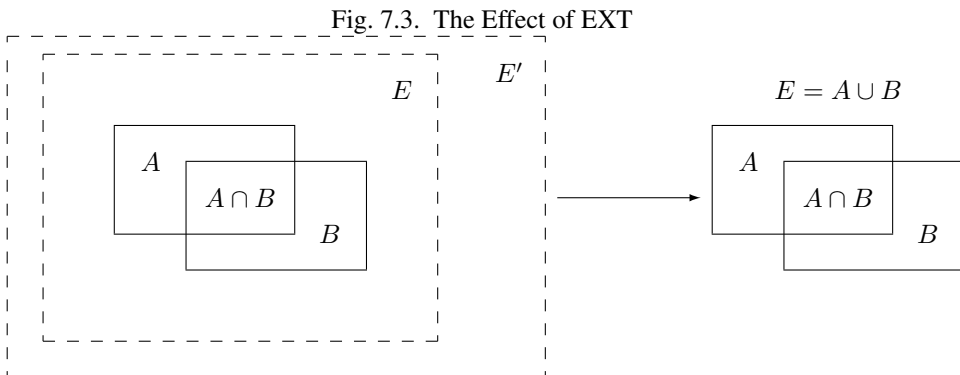 Fig. 7.3. The Effect of EXT
E′
E
E = A ∪ B
A
A ∩ B
B
A
A ∩ B
B